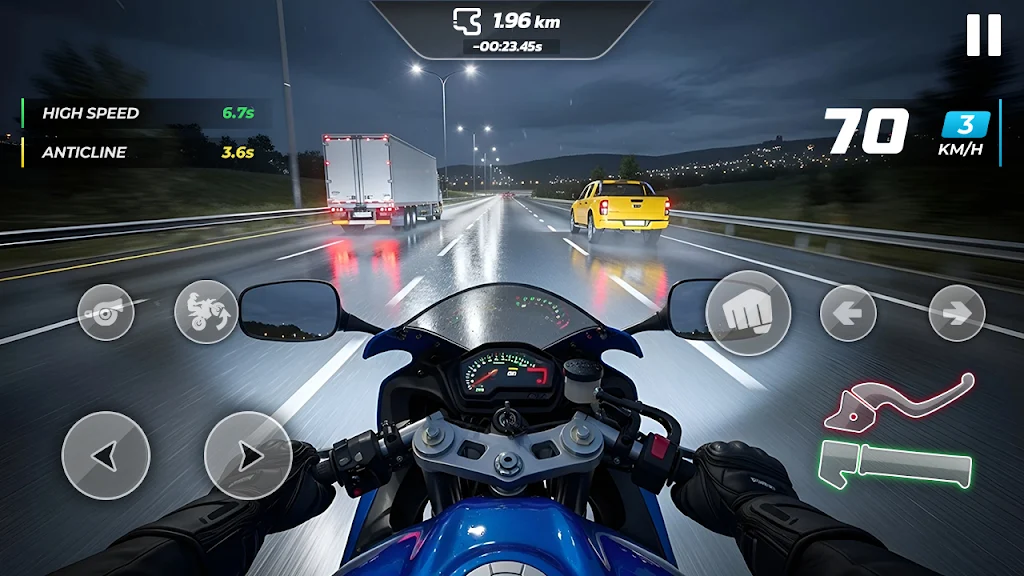 1.96 km
-00:23.45s
HIGH SPEED 6.7s
ANTICLINE 3.6s
70 3
KM/H